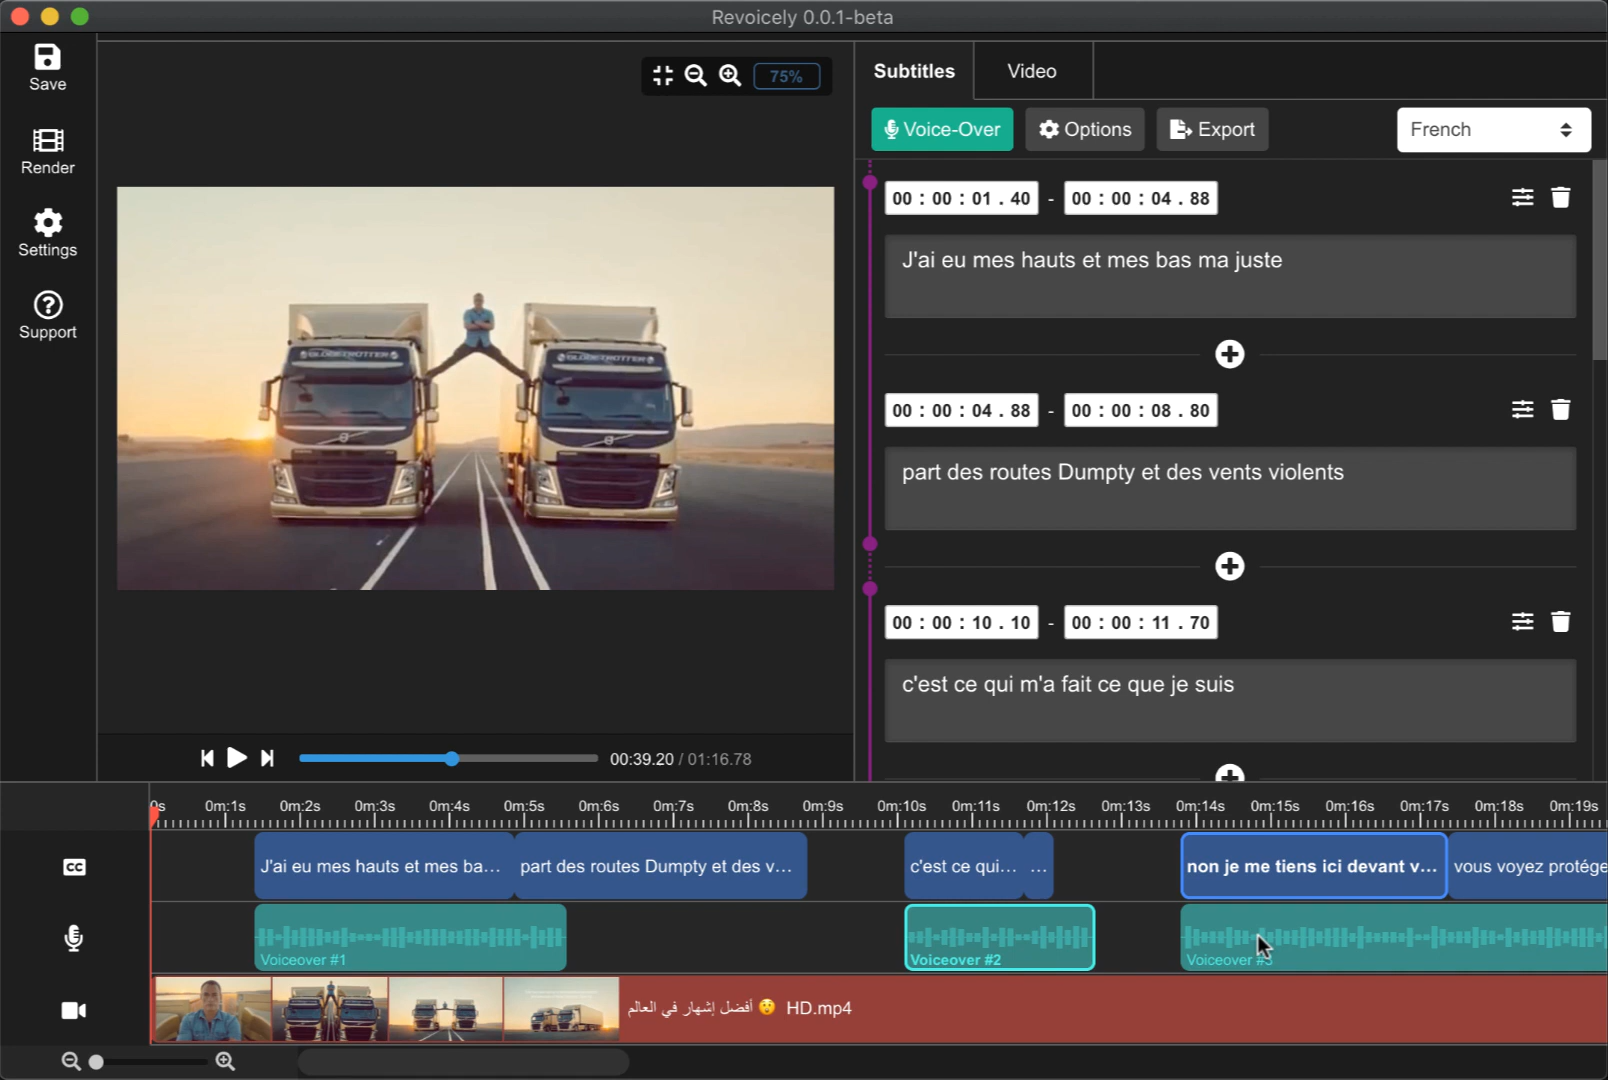 Revoicely 0.0.1-beta
Save
Render
Settings
Support
75%
GLOBETROTTER
GLOBETROTTER
00:39.20 / 01:16.78
Subtitles
Video
Voice-Over
Options
Export
French
00 : 00 : 01 . 40 - 00 : 00 : 04 . 88
J'ai eu mes hauts et mes bas ma juste
00 : 00 : 04 . 88 - 00 : 00 : 08 . 80
part des routes Dumpty et des vents violents
00 : 00 : 10 . 10 - 00 : 00 : 11 . 70
c'est ce qui m'a fait ce que je suis
0s 0m:1s 0m:2s 0m:3s 0m:4s 0m:5s 0m:6s 0m:7s 0m:8s 0m:9s 0m:10s 0m:11s 0m:12s 0m:13s 0m:14s 0m:15s 0m:16s 0m:17s 0m:18s 0m:19s
CC
J'ai eu mes hauts et mes ba... part des routes Dumpty et des v... c'est ce qui... ... non je me tiens ici devant v... vous voyez protége
Voiceover #1 Voiceover #2 Voiceover #3
أفضل إشهار في العالم 😲 HD.mp4